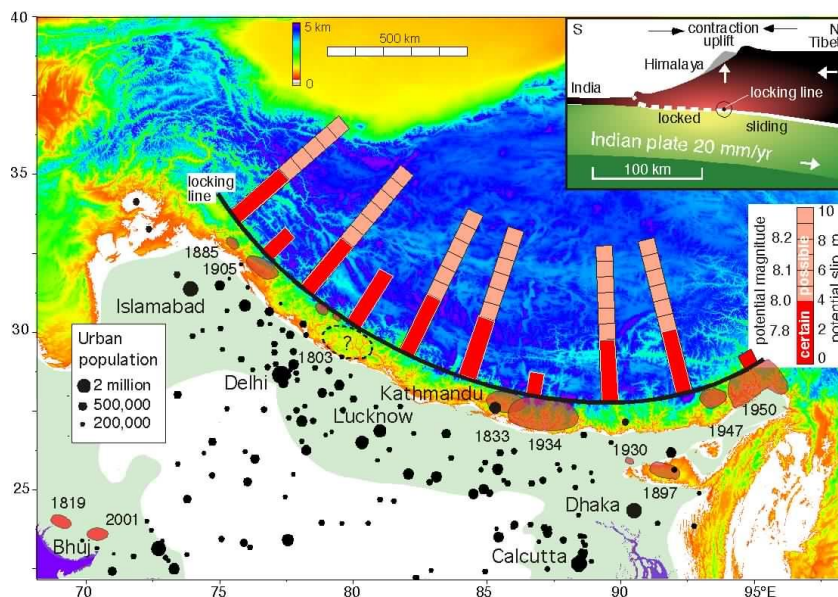 40
35
30
25
5 km
0
500 km
S
contraction
uplift
N
Tibet
Himalaya
India
locking line
locked
sliding
Indian plate 20 mm/yr
100 km
locking
line
potential magnitude
8.2
8.1
8.0
7.8
possible
certain
10
8
6
4
2
0
potential slip, m
1885
1905
Islamabad
Urban
population
2 million
500,000
200,000
?
1803
Delhi
Lucknow
Kathmandu
1833
1934
1930
1947
1950
1897
Dhaka
Calcutta
1819
2001
Bhuj
70
75
80
85
90
95ºE